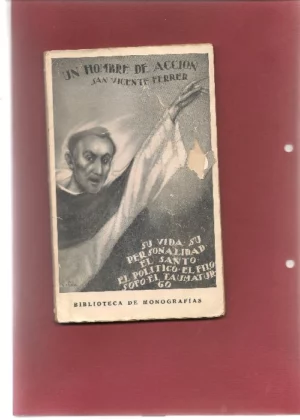 UN HOMBRE DE ACCION
SAN VICENTE FERRER
SU VIDA·SU
PERSONALIDAD
EL SANTO
EL POLITICO·EL FILO
SOFO·EL TAUMATUR
GO
BIBLIOTECA DE MONOGRAFIAS